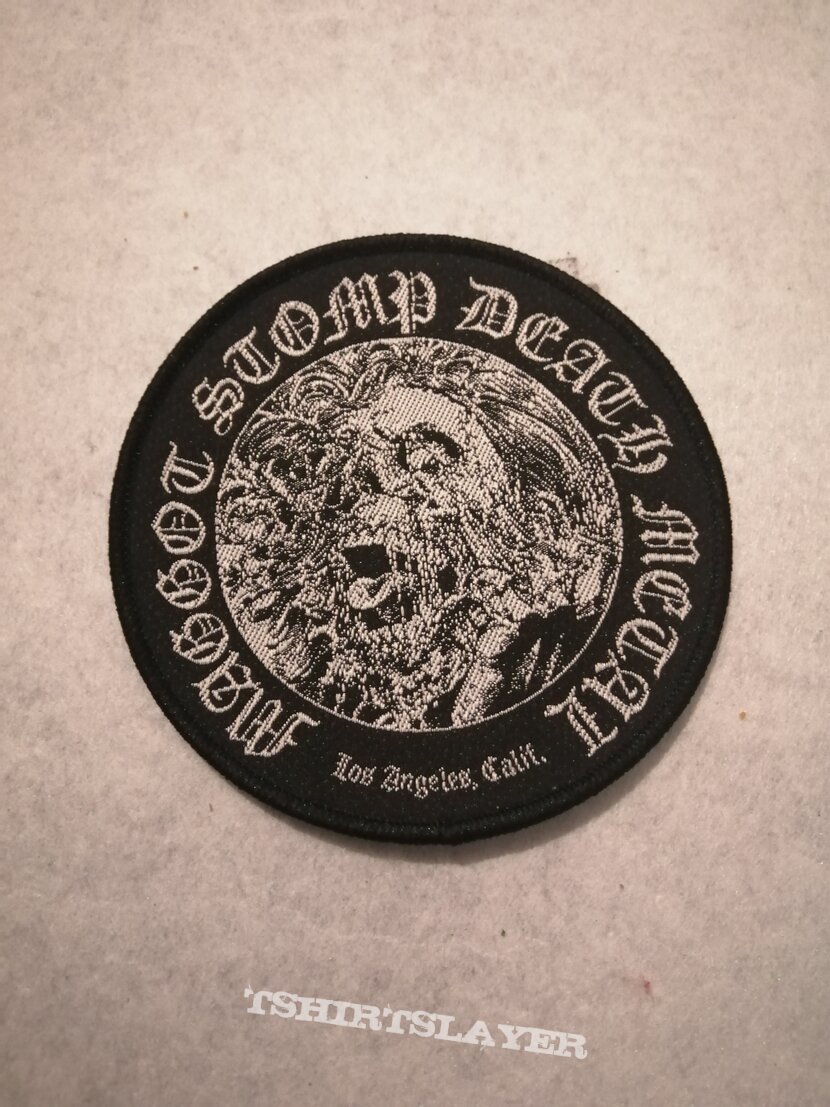 MAGGOT STOMP DEATH METAL
Los Angeles, Calif.
TSHIRTSLAYER